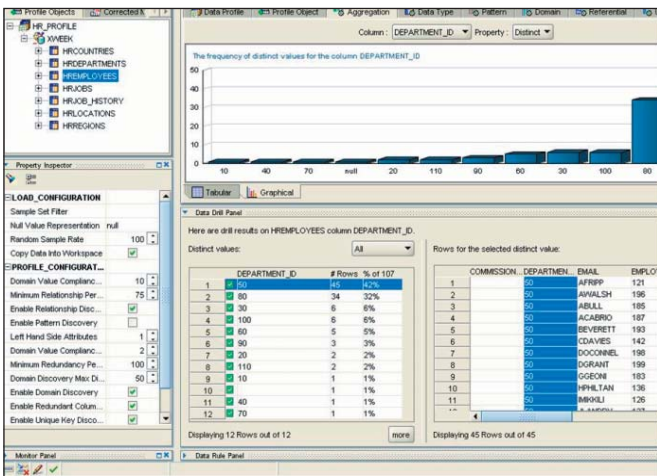 Profile Objects Corrected M
HR_PROFILE
XWEEK
HRCOUNTRIES
HRDEPARTMENTS
HREMPLOYEES
HRJOBS
HRJOB_HISTORY
HRLOCATIONS
HRREGIONS
Property Inspector
LOAD_CONFIGURATION
Sample Set Filter
Null Value Representation null
Random Sample Rate 100
Copy Data Into Workspace
PROFILE_CONFIGURAT...
Domain Value Complianc... 10
Minimum Relationship Per... 75
Enable Relationship Disc...
Enable Pattern Discovery
Left Hand Side Attributes 1
Domain Value Complianc... 2
Minimum Redundancy Pe... 100
Domain Discovery Max Di... 50
Enable Domain Discovery
Enable Redundant Colum...
Enable Unique Key Disco...
Monitor Panel
Data Profile Profile Object Aggregation Data Type Pattern Domain Referential
Column: DEPARTMENT_ID Property: Distinct
The frequency of distinct values for the column DEPARTMENT_ID
50
40
30
20
10
0
10 40 70 null 20 110 90 60 30 100 80
Tabular Graphical
Data Drill Panel
Here are drill results on HREMPLOYEES column DEPARTMENT_ID.
Distinct values: All
DEPARTMENT_ID # Rows % of 107
1 50 45 42%
2 80 34 32%
3 30 6 6%
4 100 6 6%
5 60 5 5%
6 90 3 3%
7 20 2 2%
8 110 2 2%
9 10 1 1%
10 1 1%
11 40 1 1%
12 70 1 1%
Displaying 12 Rows out of 12 more
Rows for the selected distinct value:
COMMISSION... DEPARTMEN... EMAIL EMPLO
1 50 AFRIPP 121
2 50 AWALSH 196
3 50 ABULL 185
4 50 ACABRIO 187
5 50 BEVERETT 193
6 50 CDAVIES 142
7 50 DOCONNEL 198
8 50 DGRANT 199
9 50 GGEONI 183
10 50 HPHILTAN 136
11 50 IMIKKILI 126
Displaying 45 Rows out of 45
Data Rule Panel